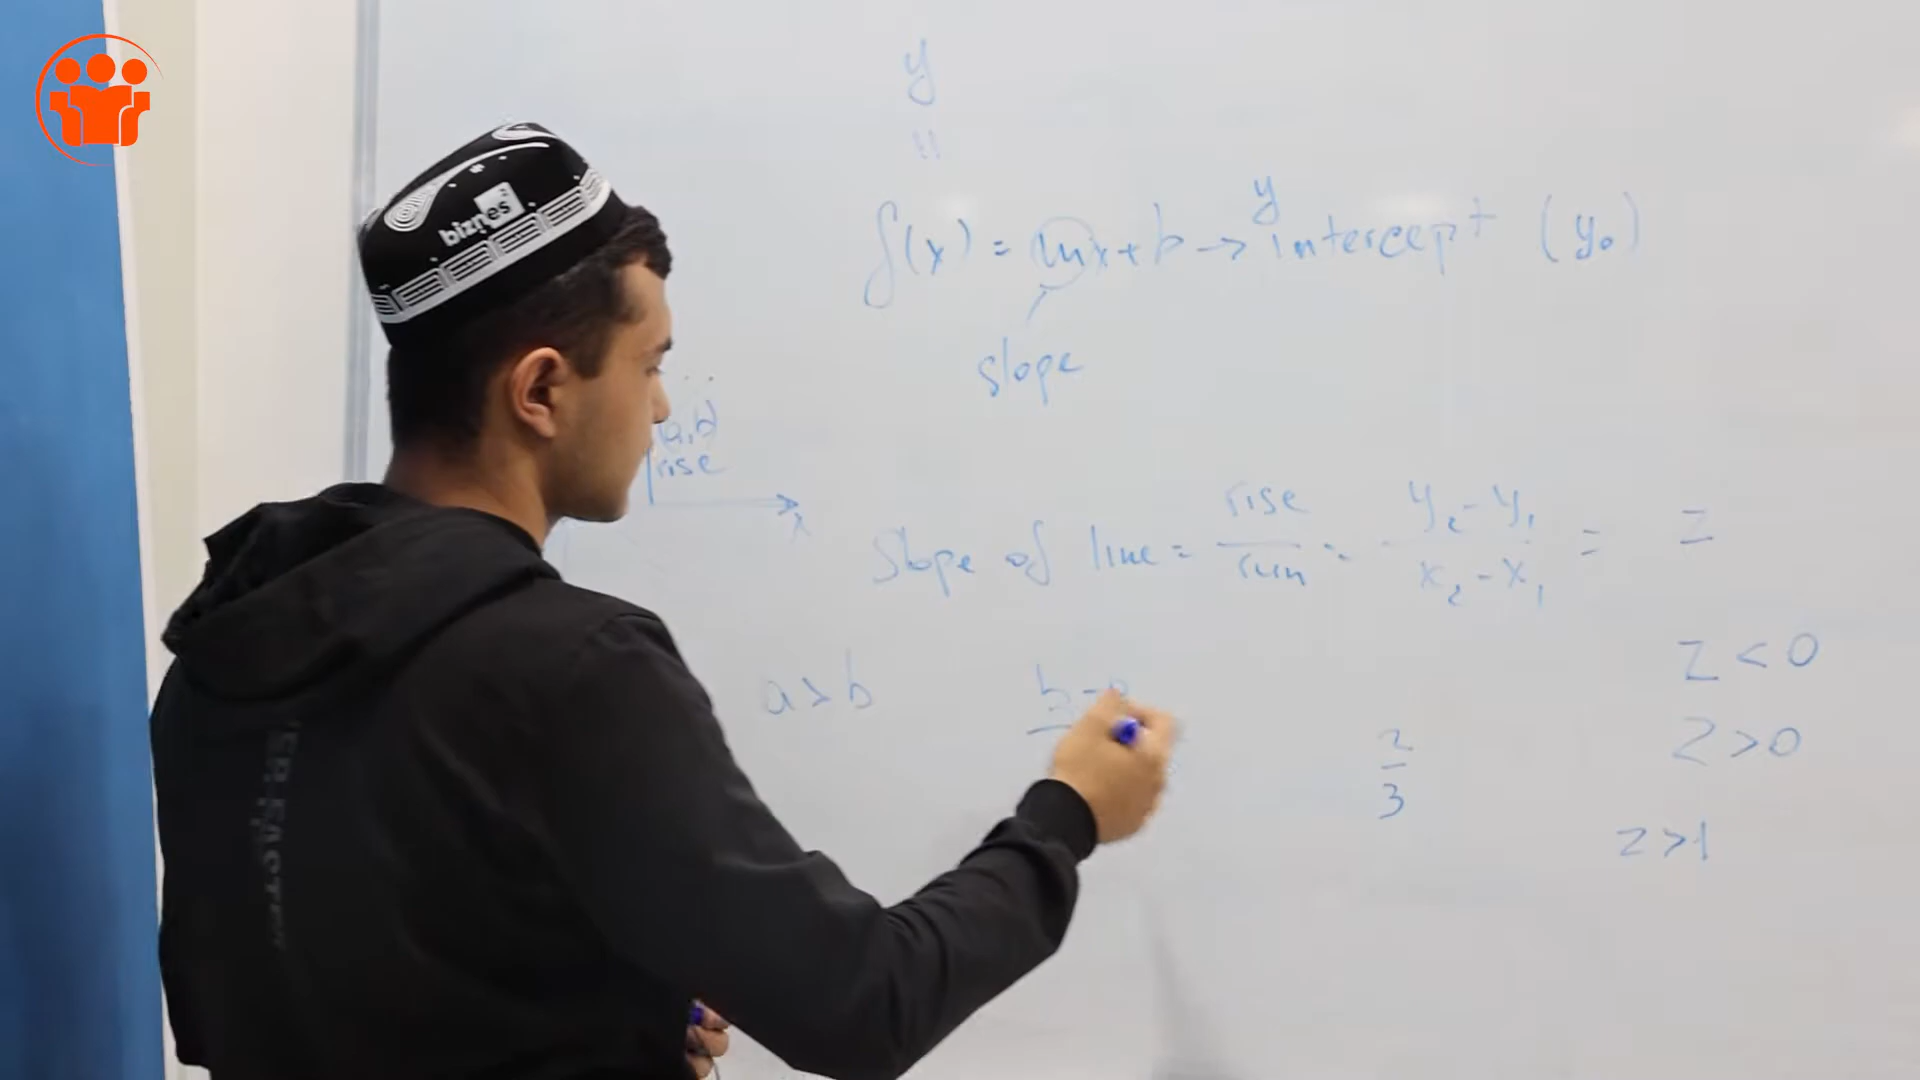 y
"
f(x) = mx + b → y intercept (y₀)
slope
(a,b)
rise
x
Slope of line = rise / run = y₂ - y₁ / x₂ - x₁ = z
z < 0
a > b
b -
2/3
z > 0
z > 1
biznes²